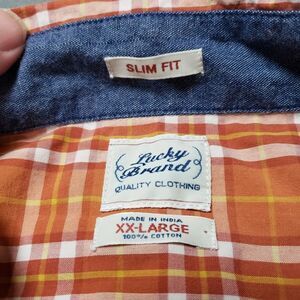 SLIM FIT
Lucky
Brand
QUALITY CLOTHING
MADE IN INDIA
XX-LARGE
100% COTTON